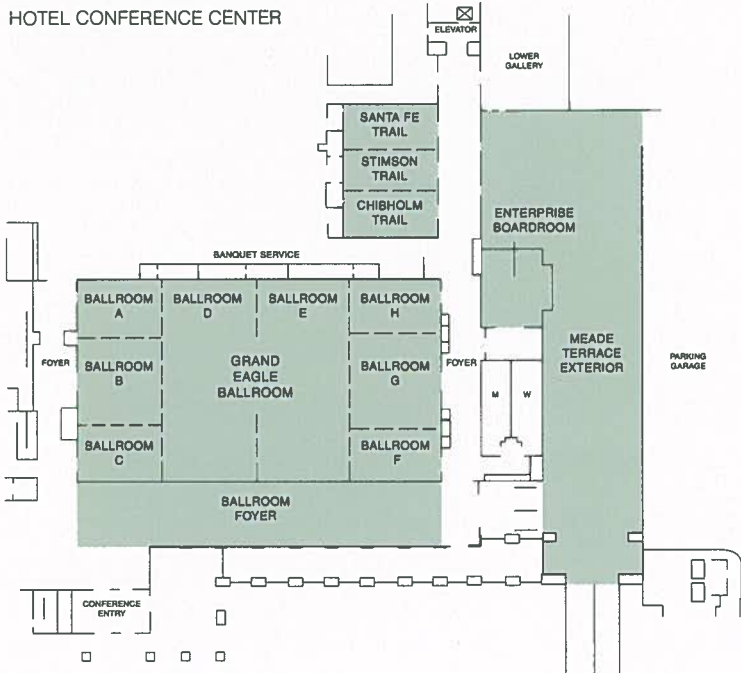 HOTEL CONFERENCE CENTER
ELEVATOR
LOWER
GALLERY
SANTA FE
TRAIL
STIMSON
TRAIL
CHIBHOLM
TRAIL
ENTERPRISE
BOARDROOM
BANQUET SERVICE
BALLROOM
A
BALLROOM
D
BALLROOM
E
BALLROOM
H
FOYER
BALLROOM
B
GRAND
EAGLE
BALLROOM
BALLROOM
G
FOYER
MEADE
TERRACE
EXTERIOR
PARKING
GARAGE
M
W
BALLROOM
C
BALLROOM
F
BALLROOM
FOYER
CONFERENCE
ENTRY